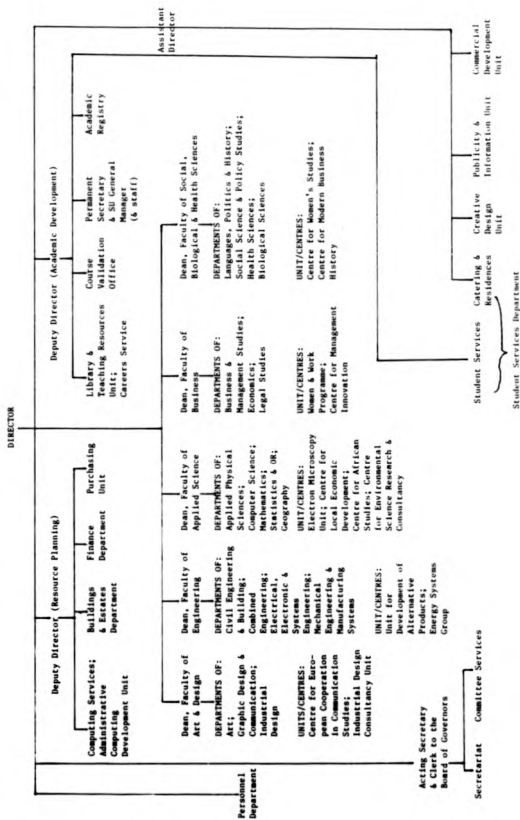 DIRECTOR
Deputy Director (Resource Planning)
Deputy Director (Academic Development)
Assistant
Director
Personnel
Department
Computing Services;
Administrative
Computing
Development Unit
Buildings
& Estates
Department
Finance
Department
Purchasing
Unit
Library &
Teaching Resources
Unit;
Careers Service
Course
Validation
Office
Permanent
Secretary
& SU General
Manager
(& staff)
Academic
Registry
Dean, Faculty of
Art & Design
DEPARTMENTS OF:
Art;
Graphic Design &
Communication;
Industrial
Design
UNITS/CENTRES:
Centre for Euro-
pean Cooperation
in Communication
Studies;
Industrial Design
Consultancy Unit
Dean, Faculty of
Engineering
DEPARTMENTS OF:
Civil Engineering
& Building;
Combined
Engineering;
Electrical,
Electronic &
Systems
Engineering;
Mechanical
Engineering &
Manufacturing
Systems
UNIT/CENTRES:
Unit for
Development of
Alternative
Products;
Energy Systems
Group
Dean, Faculty of
Applied Science
DEPARTMENTS OF:
Applied Physical
Sciences;
Computer Science;
Mathematics;
Statistics & OR;
Geography
UNIT/CENTRES:
Electron Microscopy
Unit; Centre for
Local Economic
Development;
Centre for African
Studies; Centre
for Environmental
Science Research &
Consultancy
Dean, Faculty of
Business
DEPARTMENTS OF:
Business &
Management Studies;
Economics;
Legal Studies
UNIT/CENTRES:
Women & Work
Programme;
Centre for Management
Innovation
Dean, Faculty of Social,
Biological & Health Sciences
DEPARTMENTS OF:
Languages, Politics & History;
Social Science & Policy Studies;
Health Sciences;
Biological Sciences
UNIT/CENTRES:
Centre for Women's Studies;
Centre for Modern Business
History
Acting Secretary
& Clerk to the
Board of Governors
Secretariat
Committee Services
Student Services
Catering &
Residences
Creative
Design
Unit
Publicity &
Information Unit
Commercial
Development
Unit
Student Services Department